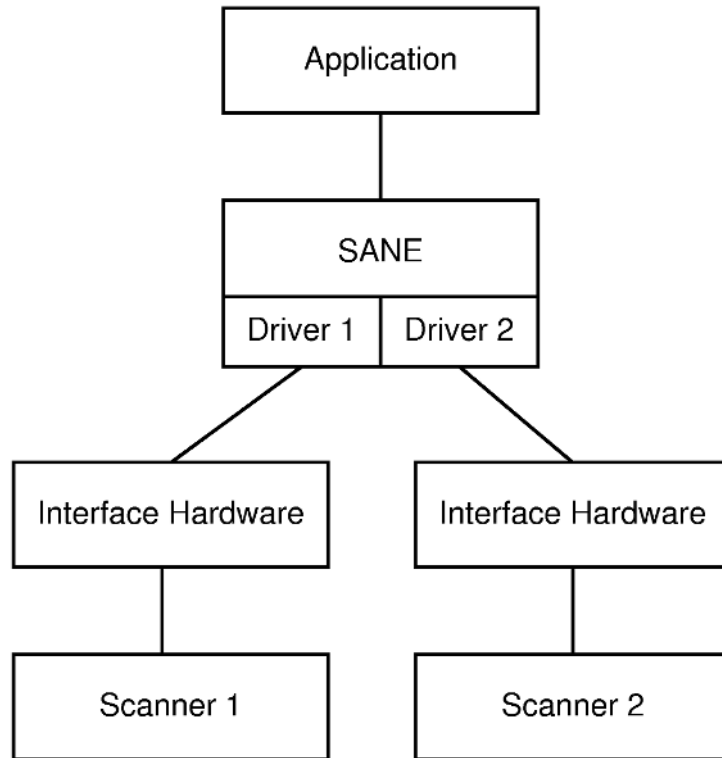 Application
SANE
Driver 1
Driver 2
Interface Hardware
Interface Hardware
Scanner 1
Scanner 2